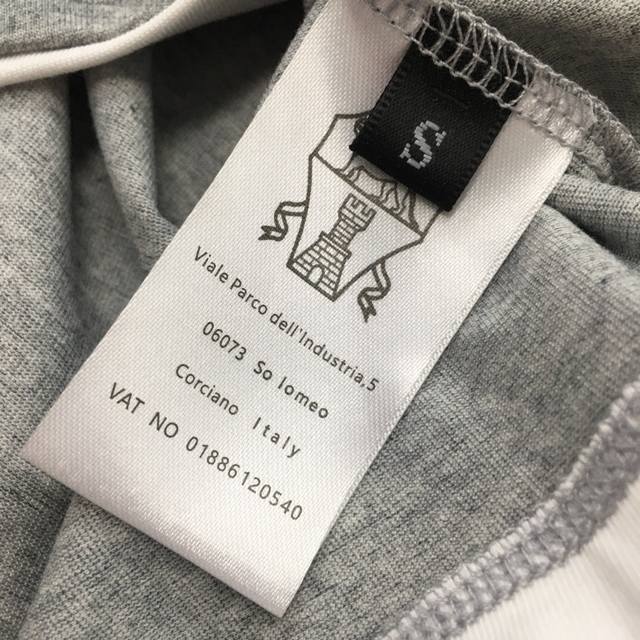 S
Viale Parco dell'Industria,5
06073 So lomeo
Corciano Italy
VAT NO 01886120540